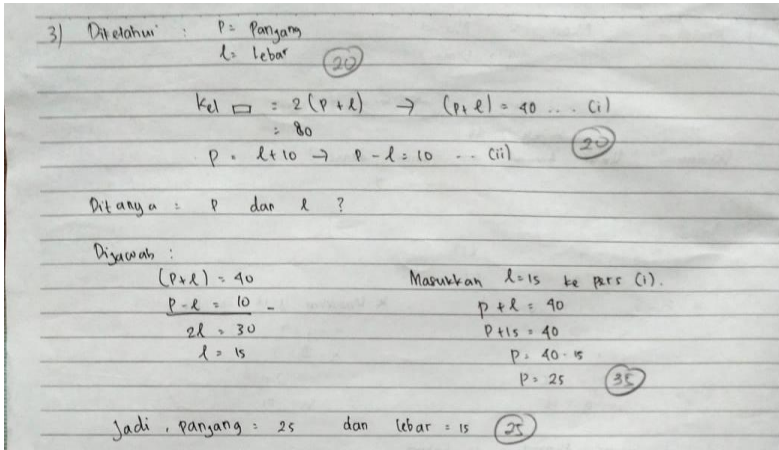 3) Diketahui : P = Panjang
l = lebar
20
Kel ▭ = 2 (P + l) → (P + l) = 40 ... (i)
= 80
20
P = l + 10 → P - l = 10 ... (ii)
Ditanya = P dan l ?
Dijawab :
(P + l) = 40
P - l = 10 -
2l = 30
l = 15
Masukkan l = 15 ke pers (i).
P + l = 40
P + 15 = 40
P = 40 - 15
P = 25
35
Jadi, panjang = 25 dan lebar = 15
25